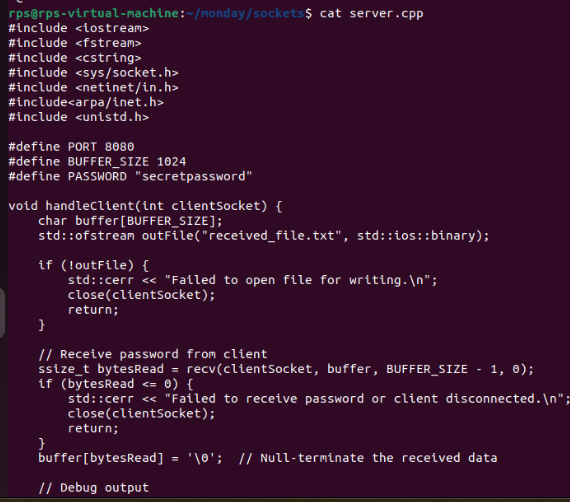 rps@rps-virtual-machine:~/monday/sockets$ cat server.cpp
#include <iostream>
#include <fstream>
#include <cstring>
#include <sys/socket.h>
#include <netinet/in.h>
#include<arpa/inet.h>
#include <unistd.h>

#define PORT 8080
#define BUFFER_SIZE 1024
#define PASSWORD "secretpassword"

void handleClient(int clientSocket) {
    char buffer[BUFFER_SIZE];
    std::ofstream outFile("received_file.txt", std::ios::binary);

    if (!outFile) {
        std::cerr << "Failed to open file for writing.\n";
        close(clientSocket);
        return;
    }

    // Receive password from client
    ssize_t bytesRead = recv(clientSocket, buffer, BUFFER_SIZE - 1, 0);
    if (bytesRead <= 0) {
        std::cerr << "Failed to receive password or client disconnected.\n";
        close(clientSocket);
        return;
    }
    buffer[bytesRead] = '\0';  // Null-terminate the received data

    // Debug output